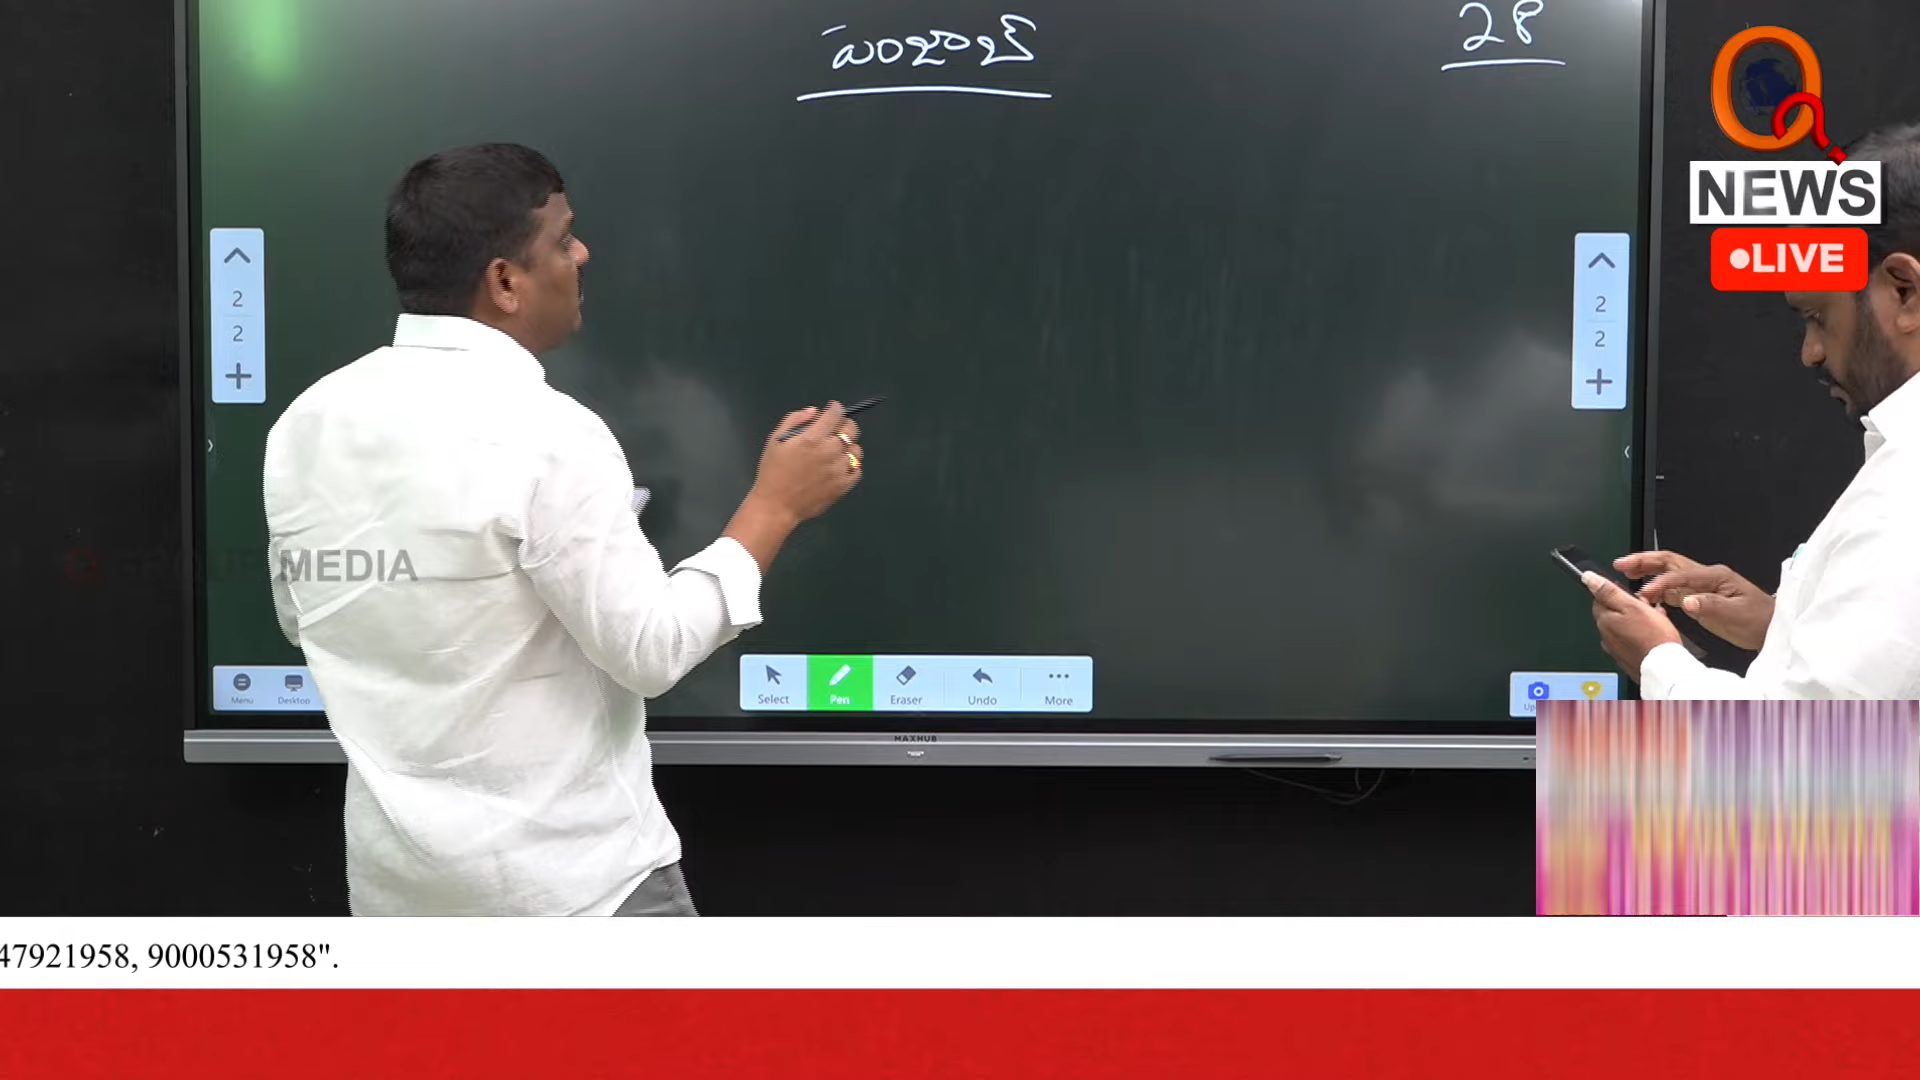 పంజాబ్
28
NEWS
LIVE
2
2
2
2
MEDIA
Menu
Desktop
Select
Pen
Eraser
Undo
More
MAXHUB
47921958, 9000531958".